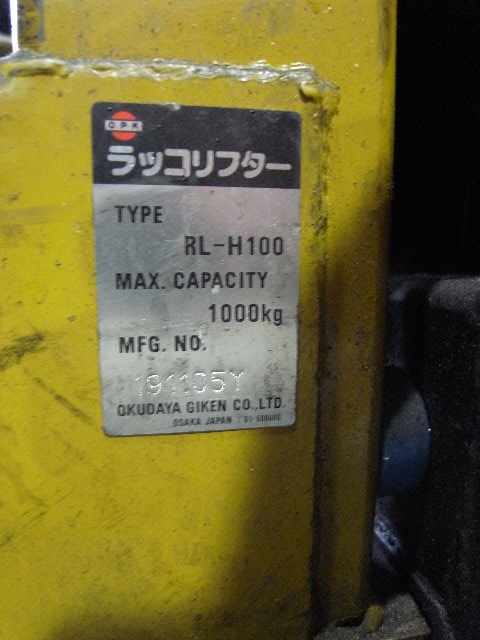 OPK
ラッコリフター
TYPE
RL-H100
MAX. CAPACITY
1000kg
MFG. NO.
191105Y
OKUDAYA GIKEN CO.,LTD.
OSAKA JAPAN